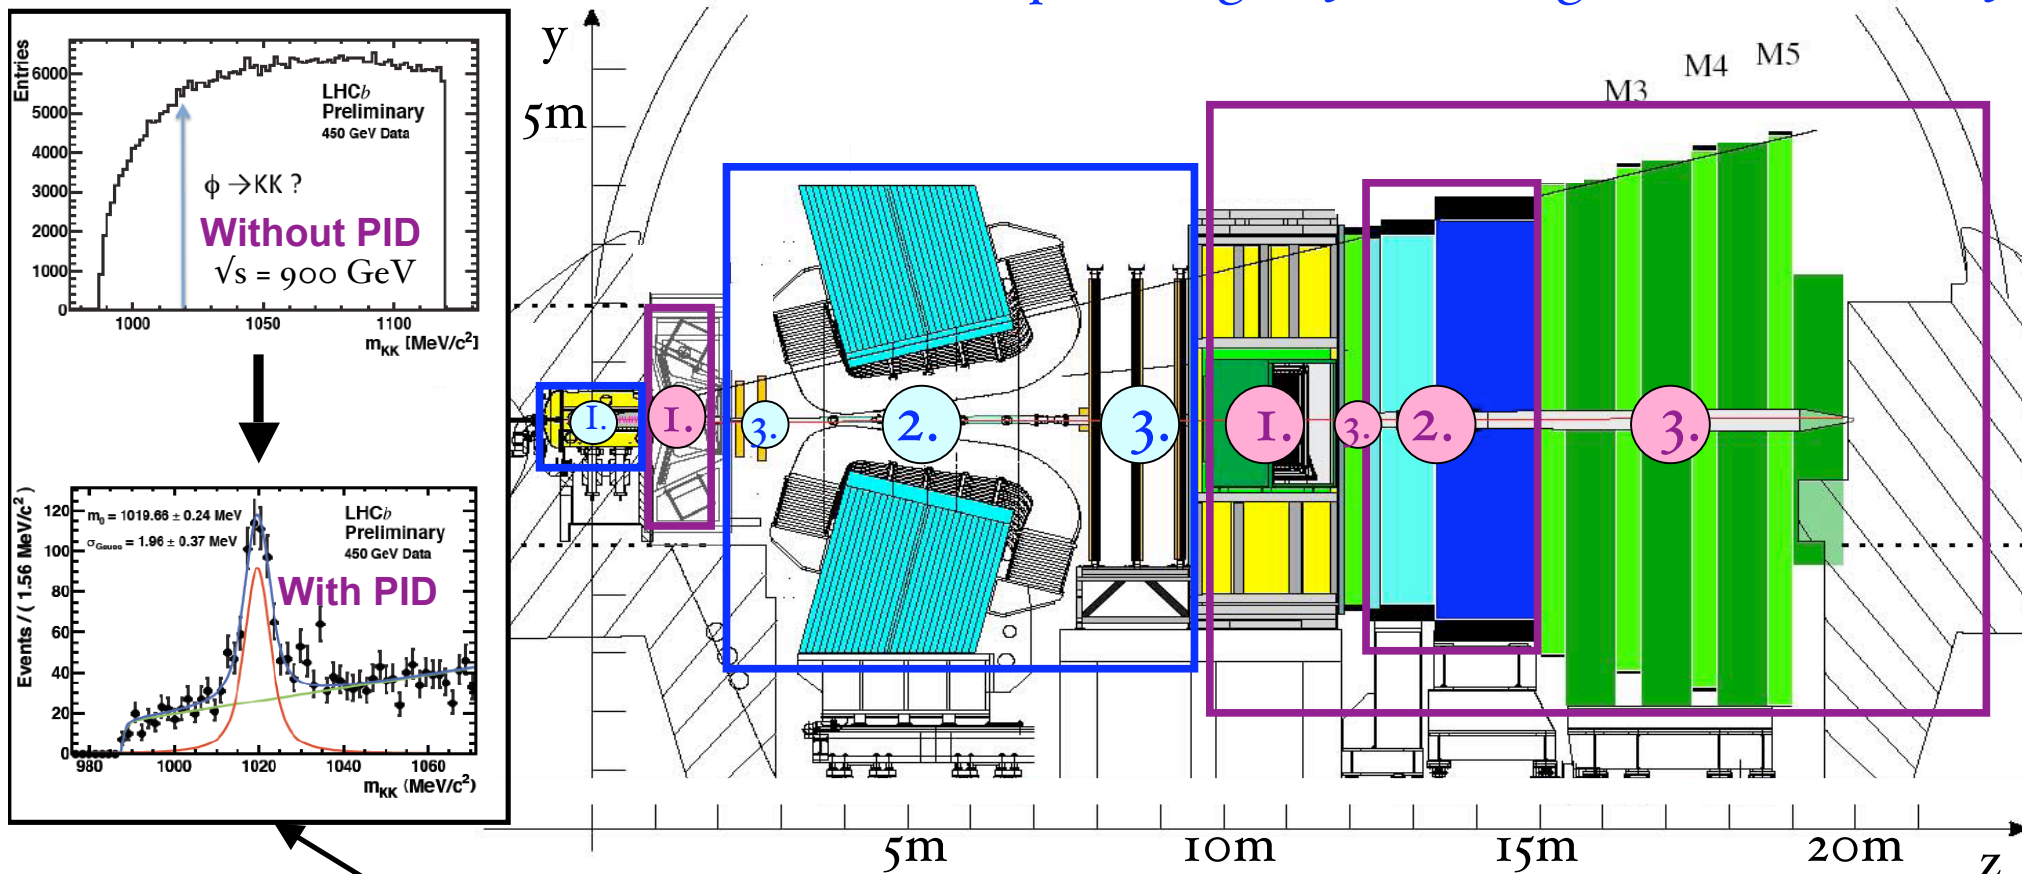 y
5m
M3
M4
M5
Entries
6000
5000
4000
3000
2000
1000
0
LHCb
Preliminary
450 GeV Data
ϕ →KK ?
Without PID
√s = 900 GeV
1000 1050 1100
mKK [MeV/c²]
1. 1. 3. 2. 3. 1. 3. 2. 3.
Events / ( 1.56 MeV/c² )
120
100
80
60
40
20
0
m0 = 1019.66 ± 0.24 MeV
σGauss = 1.96 ± 0.37 MeV
LHCb
Preliminary
450 GeV Data
With PID
980 1000 1020 1040 1060
mKK (MeV/c²)
5m 10m 15m 20m z